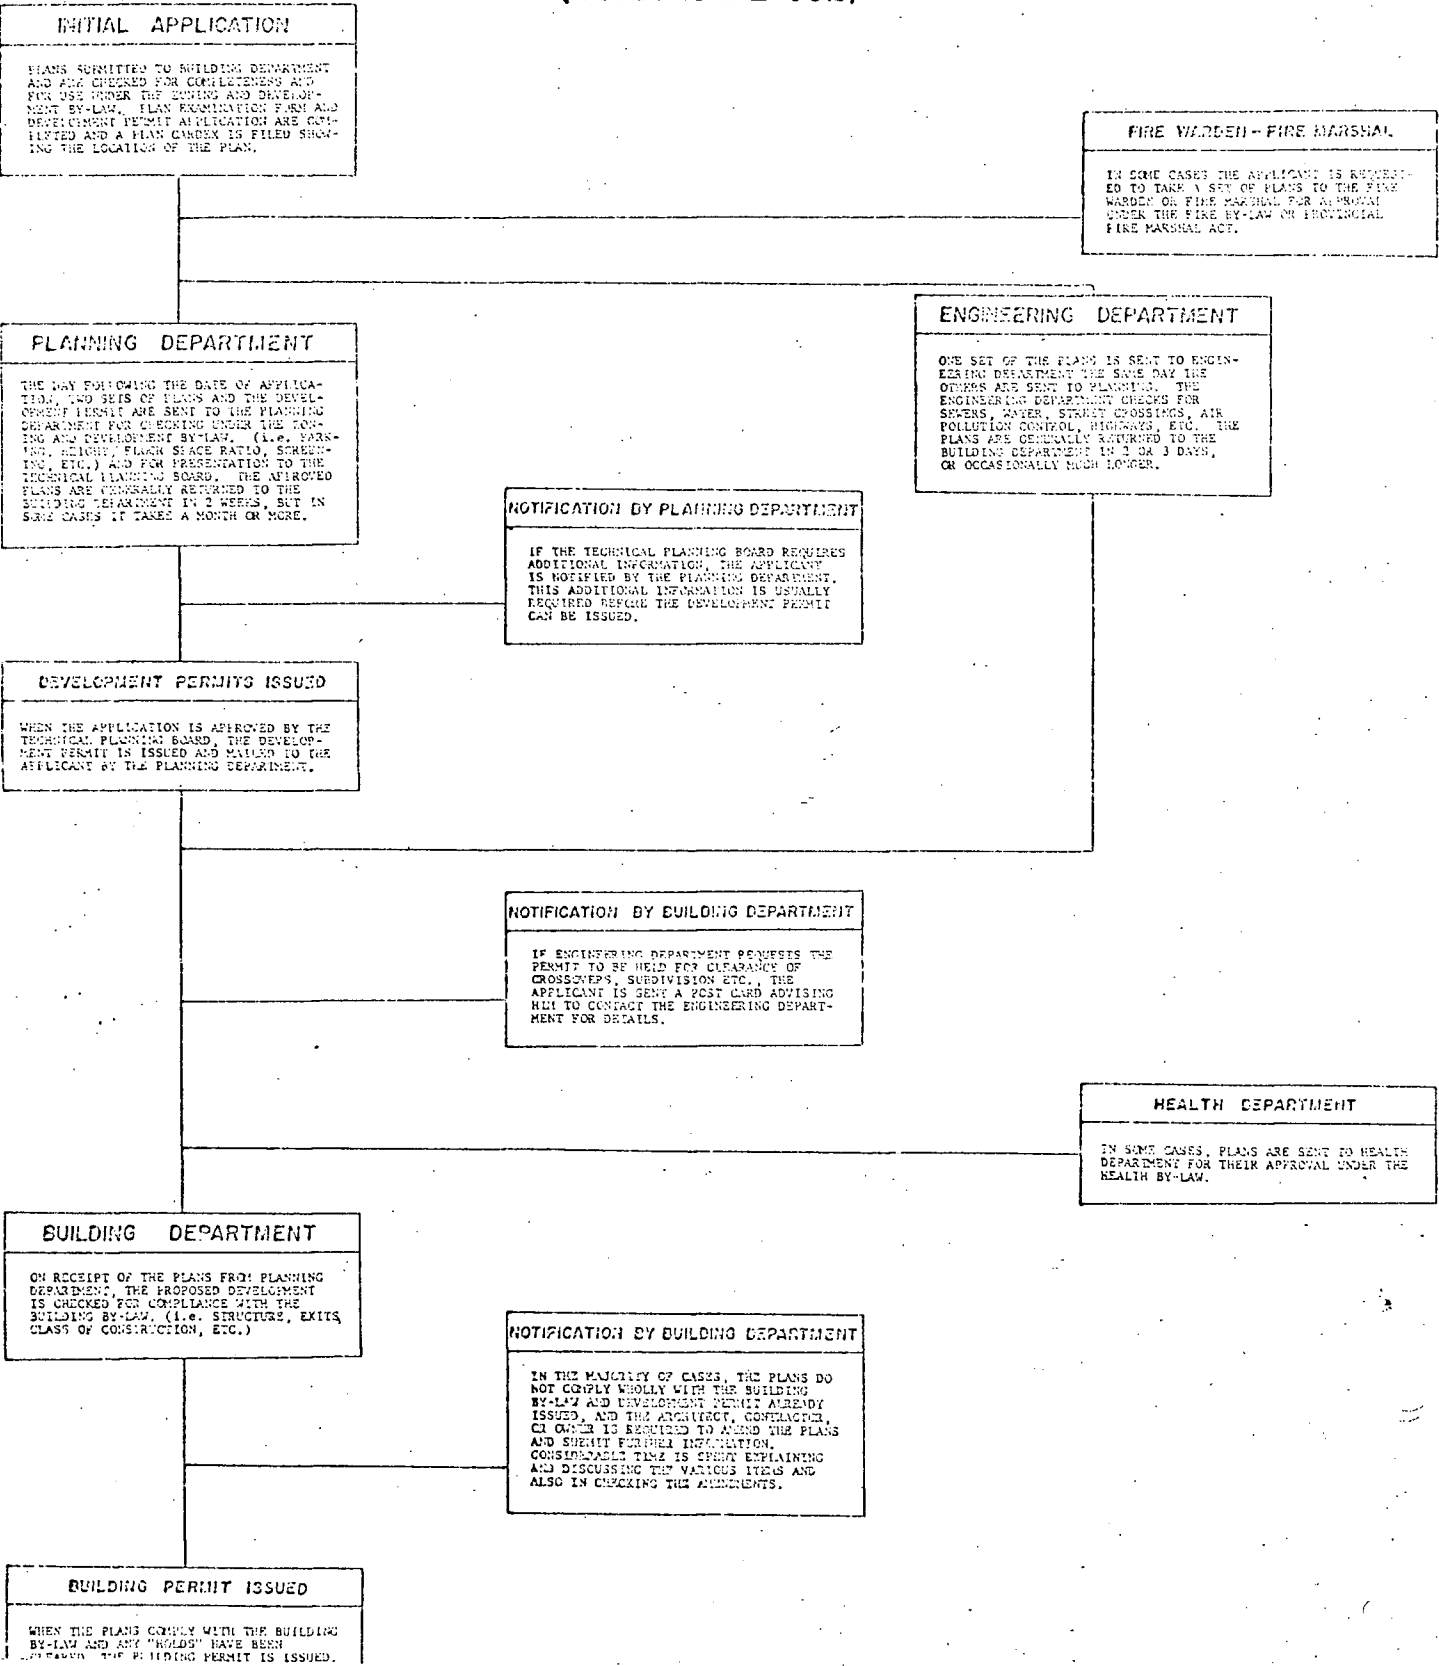 INITIAL APPLICATION
PLANS SUBMITTED TO BUILDING DEPARTMENT
AND ARE CHECKED FOR COMPLETENESS AND
FOR USE UNDER THE ZONING AND DEVELOP-
MENT BY-LAW. PLAN EXAMINATION FORM AND
DEVELOPMENT PERMIT APPLICATION ARE COM-
PLETED AND A PLAN CARDEX IS FILED SHOW-
ING THE LOCATION OF THE PLAN.
FIRE WARDEN - FIRE MARSHAL
IN SOME CASES THE APPLICANT IS REQUEST-
ED TO TAKE A SET OF PLANS TO THE FIRE
WARDEN OR FIRE MARSHAL FOR APPROVAL
UNDER THE FIRE BY-LAW OR PROVINCIAL
FIRE MARSHAL ACT.
ENGINEERING DEPARTMENT
ONE SET OF THE PLANS IS SENT TO ENGIN-
EERING DEPARTMENT THE SAME DAY THE
OTHERS ARE SENT TO PLANNING. THE
ENGINEERING DEPARTMENT CHECKS FOR
SEWERS, WATER, STREET CROSSINGS, AIR
POLLUTION CONTROL, HIGHWAYS, ETC. THE
PLANS ARE GENERALLY RETURNED TO THE
BUILDING DEPARTMENT IN 2 OR 3 DAYS,
OR OCCASIONALLY MUCH LONGER.
PLANNING DEPARTMENT
THE DAY FOLLOWING THE DATE OF APPLICA-
TION, TWO SETS OF PLANS AND THE DEVEL-
OPMENT PERMIT ARE SENT TO THE PLANNING
DEPARTMENT FOR CHECKING UNDER THE ZON-
ING AND DEVELOPMENT BY-LAW. (i.e. PARK-
ING, HEIGHT, FLOOR SPACE RATIO, SCREEN-
ING, ETC.) AND FOR PRESENTATION TO THE
TECHNICAL PLANNING BOARD. THE APPROVED
PLANS ARE GENERALLY RETURNED TO THE
BUILDING DEPARTMENT IN 2 WEEKS, BUT IN
SOME CASES IT TAKES A MONTH OR MORE.
NOTIFICATION BY PLANNING DEPARTMENT
IF THE TECHNICAL PLANNING BOARD REQUIRES
ADDITIONAL INFORMATION, THE APPLICANT
IS NOTIFIED BY THE PLANNING DEPARTMENT.
THIS ADDITIONAL INFORMATION IS USUALLY
REQUIRED BEFORE THE DEVELOPMENT PERMIT
CAN BE ISSUED.
DEVELOPMENT PERMITS ISSUED
WHEN THE APPLICATION IS APPROVED BY THE
TECHNICAL PLANNING BOARD, THE DEVELOP-
MENT PERMIT IS ISSUED AND MAILED TO THE
APPLICANT BY THE PLANNING DEPARTMENT.
NOTIFICATION BY BUILDING DEPARTMENT
IF ENGINEERING DEPARTMENT REQUESTS THE
PERMIT TO BE HELD FOR CLEARANCE OF
CROSSOVERS, SUBDIVISION ETC., THE
APPLICANT IS SENT A POST CARD ADVISING
HIM TO CONTACT THE ENGINEERING DEPART-
MENT FOR DETAILS.
HEALTH DEPARTMENT
IN SOME CASES, PLANS ARE SENT TO HEALTH
DEPARTMENT FOR THEIR APPROVAL UNDER THE
HEALTH BY-LAW.
BUILDING DEPARTMENT
ON RECEIPT OF THE PLANS FROM PLANNING
DEPARTMENT, THE PROPOSED DEVELOPMENT
IS CHECKED FOR COMPLIANCE WITH THE
BUILDING BY-LAW. (i.e. STRUCTURE, EXITS,
CLASS OF CONSTRUCTION, ETC.)
NOTIFICATION BY BUILDING DEPARTMENT
IN THE MAJORITY OF CASES, THE PLANS DO
NOT COMPLY WHOLLY WITH THE BUILDING
BY-LAW AND DEVELOPMENT PERMIT ALREADY
ISSUED, AND THE ARCHITECT, CONTRACTOR,
OR OWNER IS REQUIRED TO AMEND THE PLANS
AND SUBMIT FURTHER INFORMATION.
CONSIDERABLE TIME IS SPENT EXPLAINING
AND DISCUSSING THE VARIOUS ITEMS AND
ALSO IN CHECKING THE AMENDMENTS.
BUILDING PERMIT ISSUED
WHEN THE PLANS COMPLY WITH THE BUILDING
BY-LAW AND ANY "HOLDS" HAVE BEEN
CLEARED, THE BUILDING PERMIT IS ISSUED.